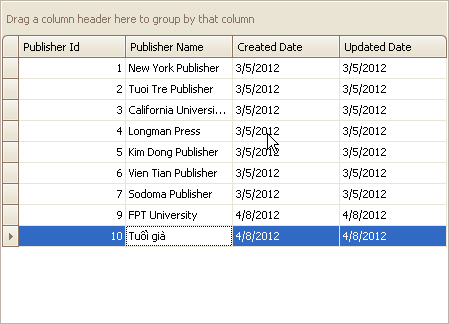 Drag a column header here to group by that column
Publisher Id Publisher Name Created Date Updated Date
1 New York Publisher 3/5/2012 3/5/2012
2 Tuoi Tre Publisher 3/5/2012 3/5/2012
3 California Universi... 3/5/2012 3/5/2012
4 Longman Press 3/5/2012 3/5/2012
5 Kim Dong Publisher 3/5/2012 3/5/2012
6 Vien Tian Publisher 3/5/2012 3/5/2012
7 Sodoma Publisher 3/5/2012 3/5/2012
9 FPT University 4/8/2012 4/8/2012
10 Tuổi già 4/8/2012 4/8/2012